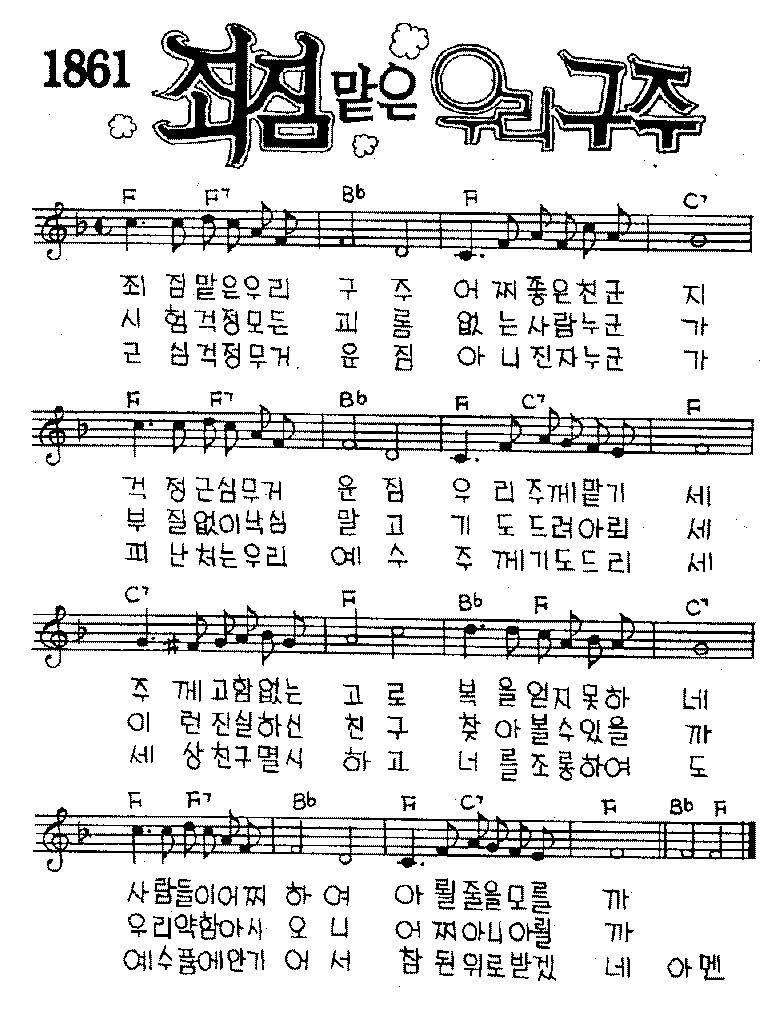 1861 죄짐 맡은 우리 구주
F F7 Bb F C7
죄 짐맡은우리 구 주 어 찌좋은친군 지
시 험걱정모든 괴 롬 없 는사람누군 가
근 심걱정무거 운 짐 아 니진자누군 가
F F7 Bb F C7 F
걱 정근심무거 운 짐 우 리주께맡기 세
부 질없이낙심 말 고 기 도드려아뢰 세
피 난처는우리 예 수 주 께기도드리 세
C7 F Bb F C7
주 께고함없는 고 로 복 을얻지못하 네
이 런진실하신 친 구 찾 아볼수있을 까
세 상친구멸시 하 고 너 를조롱하여 도
F F7 Bb F C7 F Bb F
사람들이어찌 하 여 아 뢸줄을모를 까
우리약함아시 오 니 어 찌아니아뢸 까
예수품에안기 어 서 참 된위로받겠 네 아멘